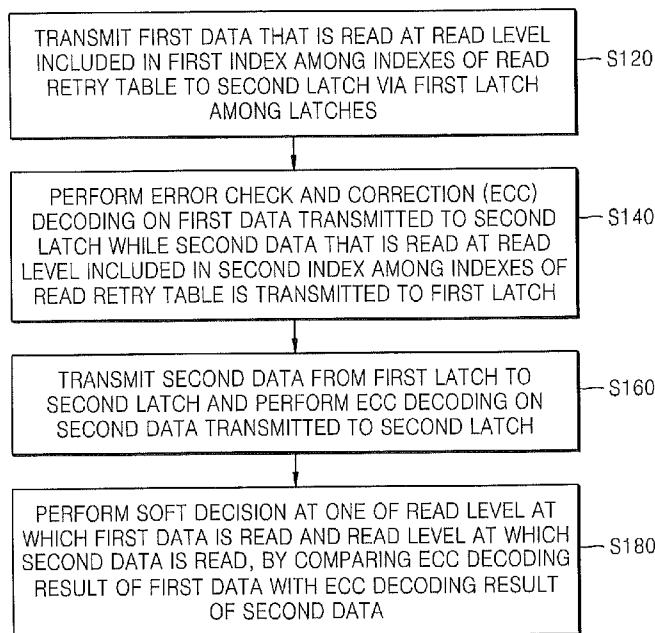 TRANSMIT FIRST DATA THAT IS READ AT READ LEVEL
INCLUDED IN FIRST INDEX AMONG INDEXES OF READ
RETRY TABLE TO SECOND LATCH VIA FIRST LATCH
AMONG LATCHES
S120
PERFORM ERROR CHECK AND CORRECTION (ECC)
DECODING ON FIRST DATA TRANSMITTED TO SECOND
LATCH WHILE SECOND DATA THAT IS READ AT READ
LEVEL INCLUDED IN SECOND INDEX AMONG INDEXES OF
READ RETRY TABLE IS TRANSMITTED TO FIRST LATCH
S140
TRANSMIT SECOND DATA FROM FIRST LATCH TO
SECOND LATCH AND PERFORM ECC DECODING ON
SECOND DATA TRANSMITTED TO SECOND LATCH
S160
PERFORM SOFT DECISION AT ONE OF READ LEVEL AT
WHICH FIRST DATA IS READ AND READ LEVEL AT WHICH
SECOND DATA IS READ, BY COMPARING ECC DECODING
RESULT OF FIRST DATA WITH ECC DECODING RESULT
OF SECOND DATA
S180